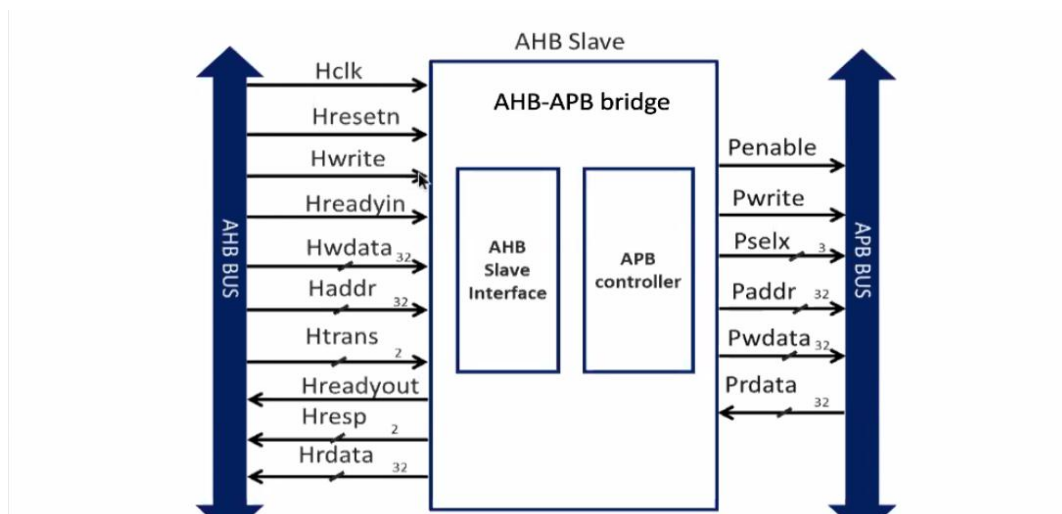 AHB Slave
AHB-APB bridge
AHB BUS
Hclk
Hresetn
Hwrite
Hreadyin
Hwdata 32
Haddr 32
Htrans 2
Hreadyout
Hresp 2
Hrdata 32
AHB
Slave
Interface
APB
controller
Penable
Pwrite
Pselx 3
Paddr 32
Pwdata 32
Prdata 32
APB BUS